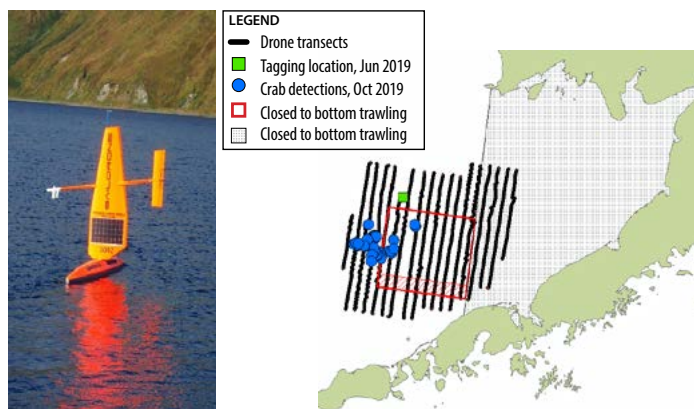 SAILDRONE
LEGEND
Drone transects
Tagging location, Jun 2019
Crab detections, Oct 2019
Closed to bottom trawling
Closed to bottom trawling